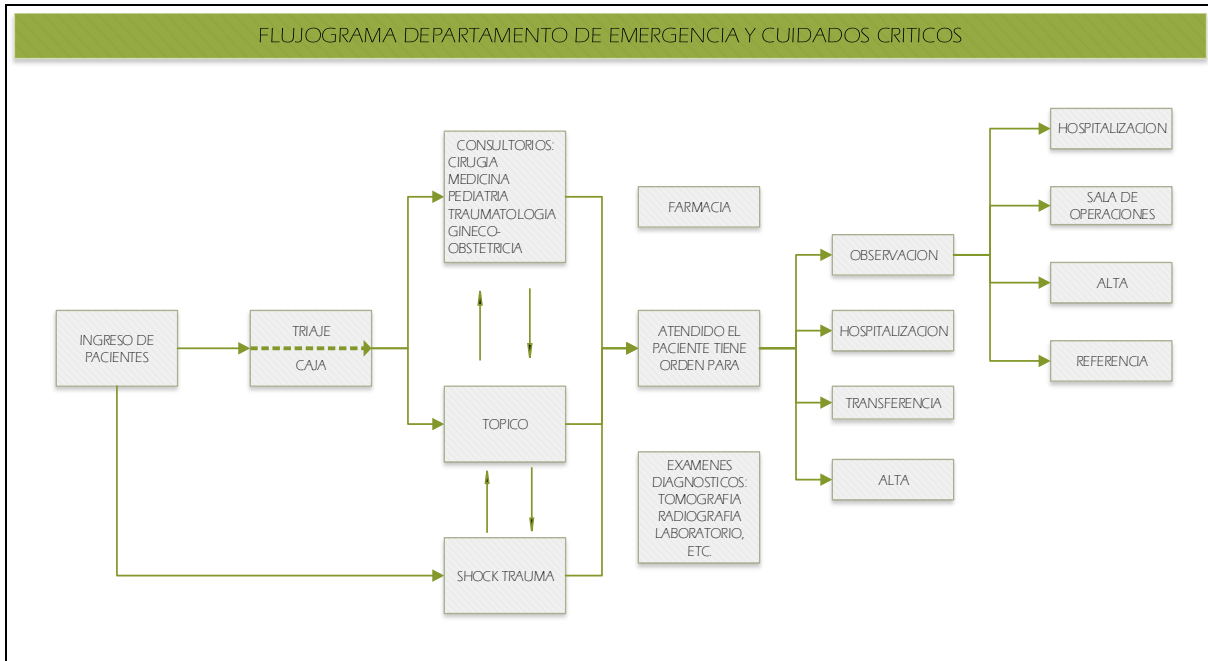 FLUJOGRAMA DEPARTAMENTO DE EMERGENCIA Y CUIDADOS CRITICOS
INGRESO DE
PACIENTES
TRIAJE
CAJA
CONSULTORIOS:
CIRUGIA
MEDICINA
PEDIATRIA
TRAUMATOLOGIA
GINECO-
OBSTETRICIA
TOPICO
SHOCK TRAUMA
FARMACIA
ATENDIDO EL
PACIENTE TIENE
ORDEN PARA
EXAMENES
DIAGNOSTICOS:
TOMOGRAFIA
RADIOGRAFIA
LABORATORIO,
ETC.
OBSERVACION
HOSPITALIZACION
TRANSFERENCIA
ALTA
HOSPITALIZACION
SALA DE
OPERACIONES
ALTA
REFERENCIA